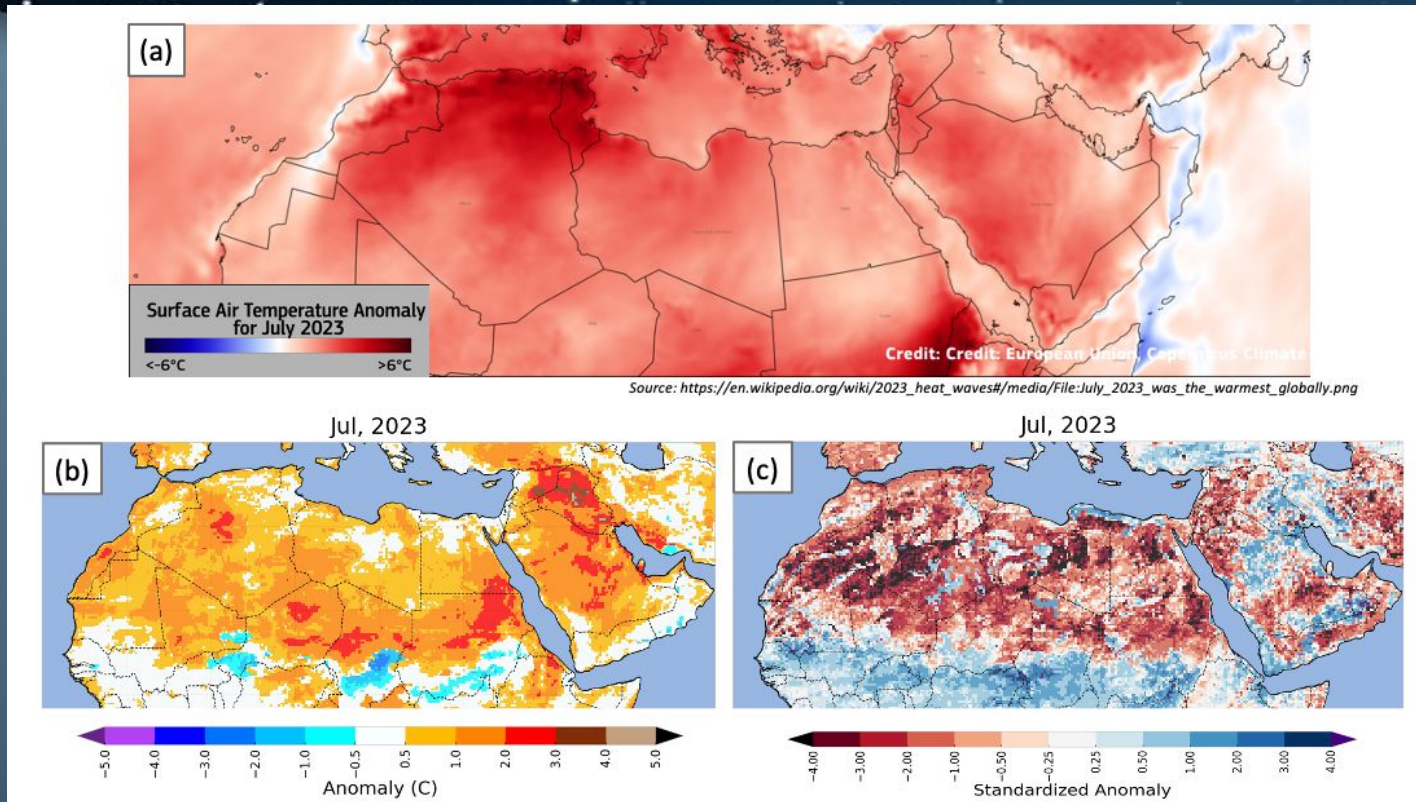 (a)
Surface Air Temperature Anomaly
for July 2023
<-6°C >6°C
Credit: Credit: European Union, Copernicus Climate
Source: https://en.wikipedia.org/wiki/2023_heat_waves#/media/File:July_2023_was_the_warmest_globally.png
Jul, 2023
(b)
-5.0 -4.0 -3.0 -2.0 -1.0 -0.5 0.5 1.0 2.0 3.0 4.0 5.0
Anomaly (C)
Jul, 2023
(c)
-4.00 -3.00 -2.00 -1.00 -0.50 -0.25 0.25 0.50 1.00 2.00 3.00 4.00
Standardized Anomaly